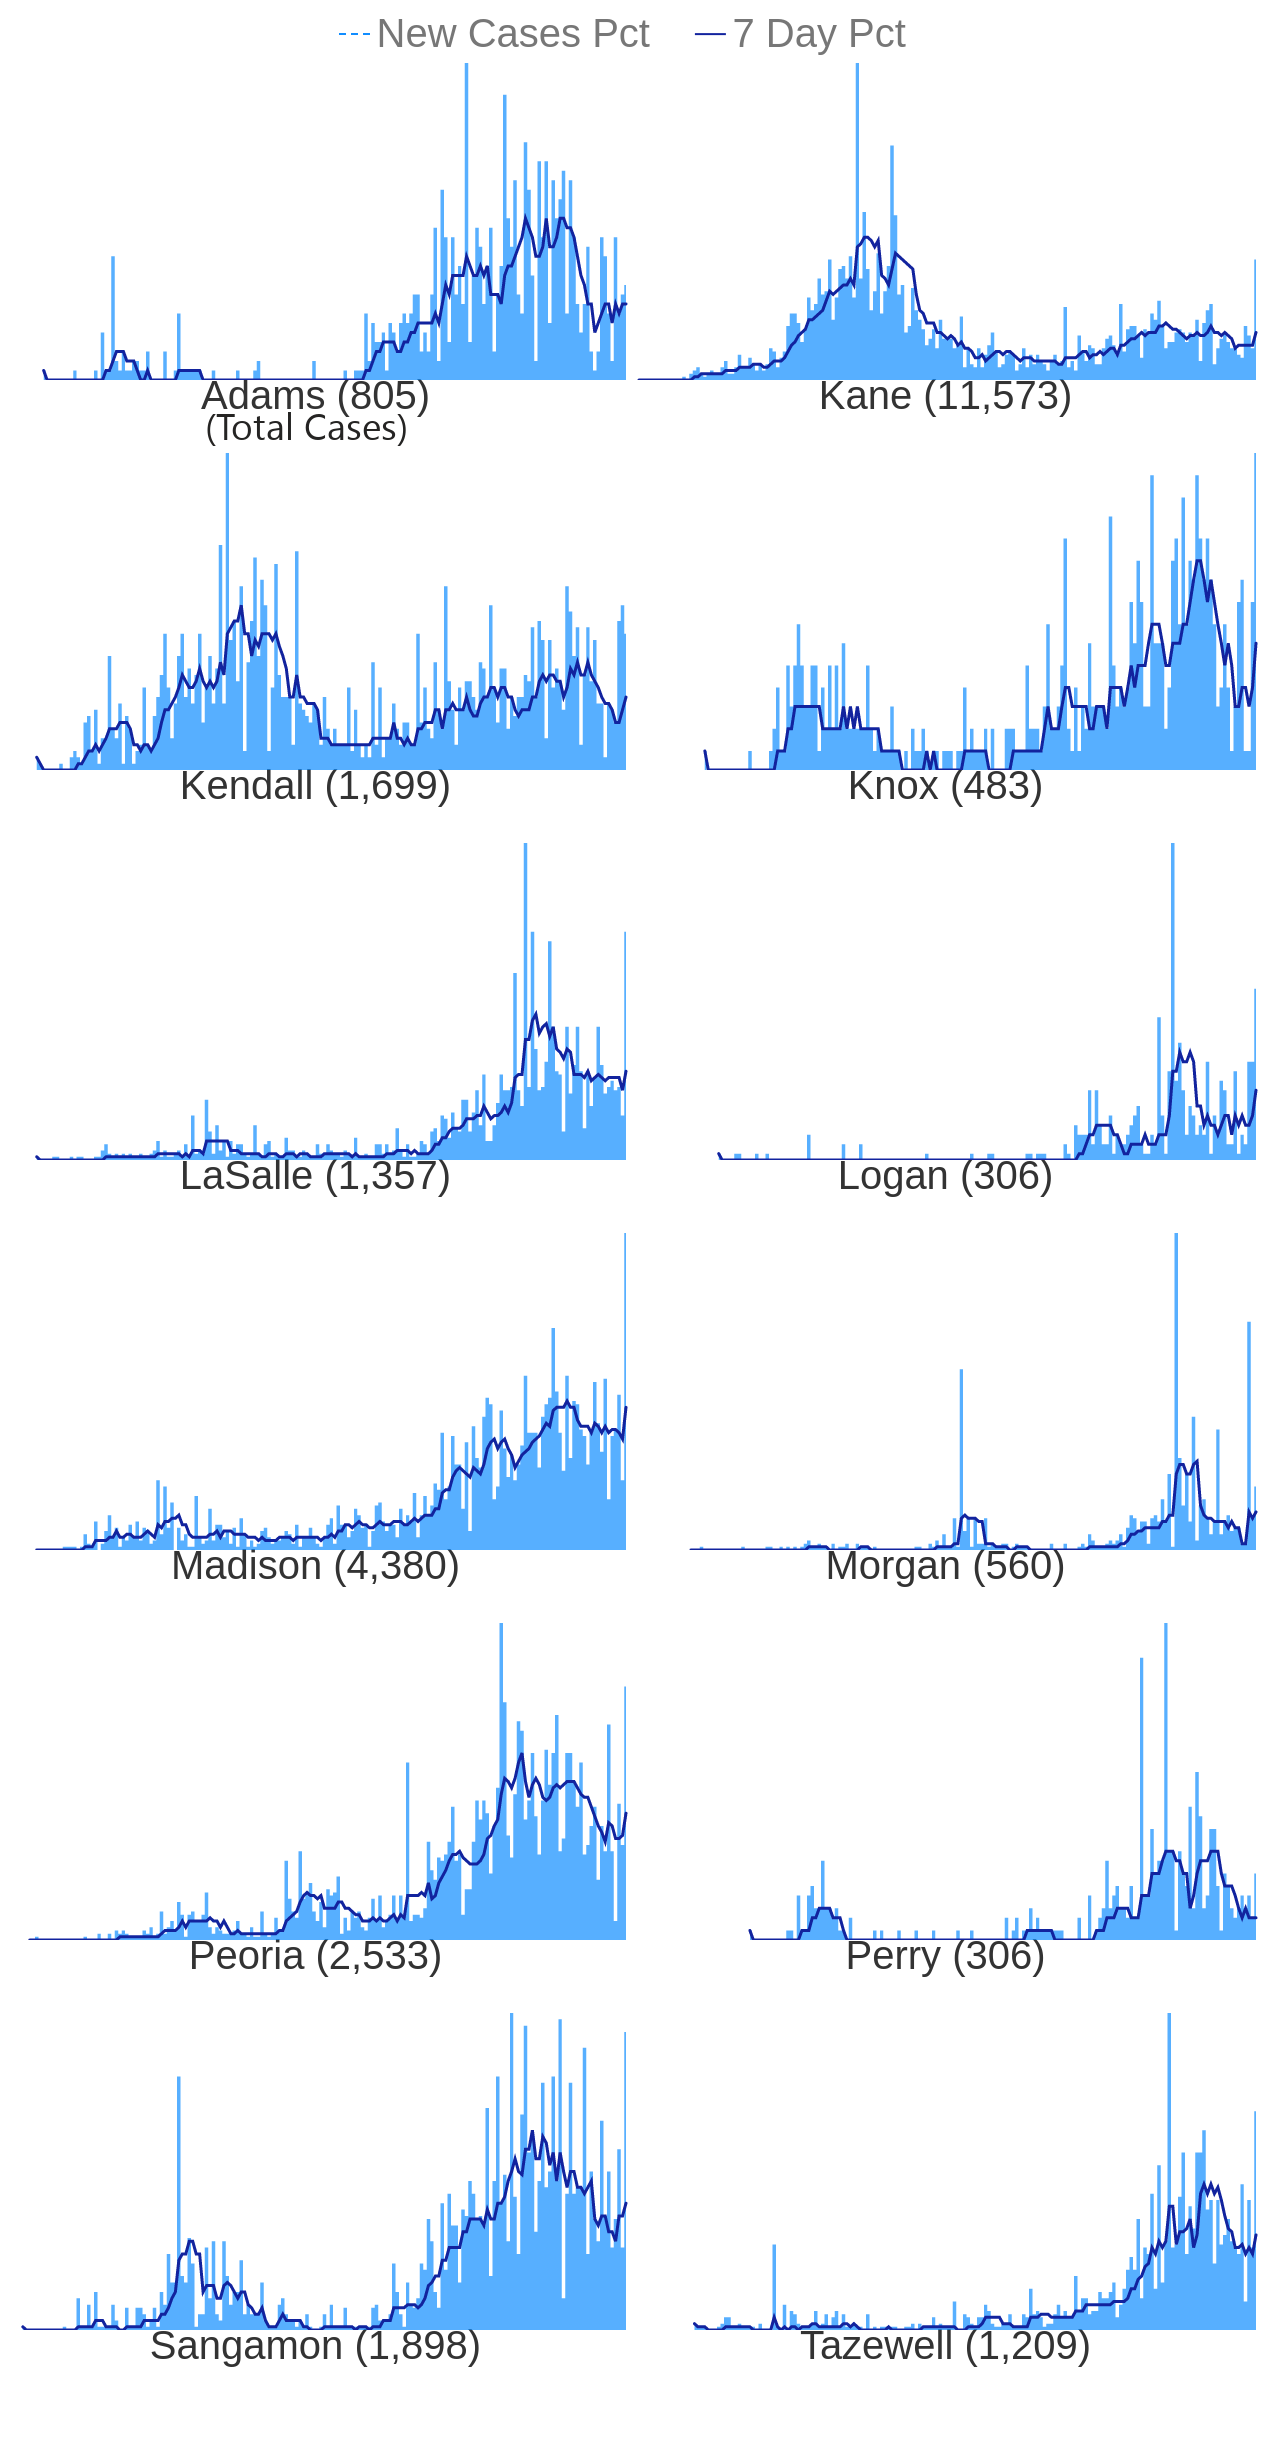 New Cases Pct 7 Day Pct
Adams (805) Kane (11,573)
(Total Cases)
Kendall (1,699) Knox (483)
LaSalle (1,357) Logan (306)
Madison (4,380) Morgan (560)
Peoria (2,533) Perry (306)
Sangamon (1,898) Tazewell (1,209)